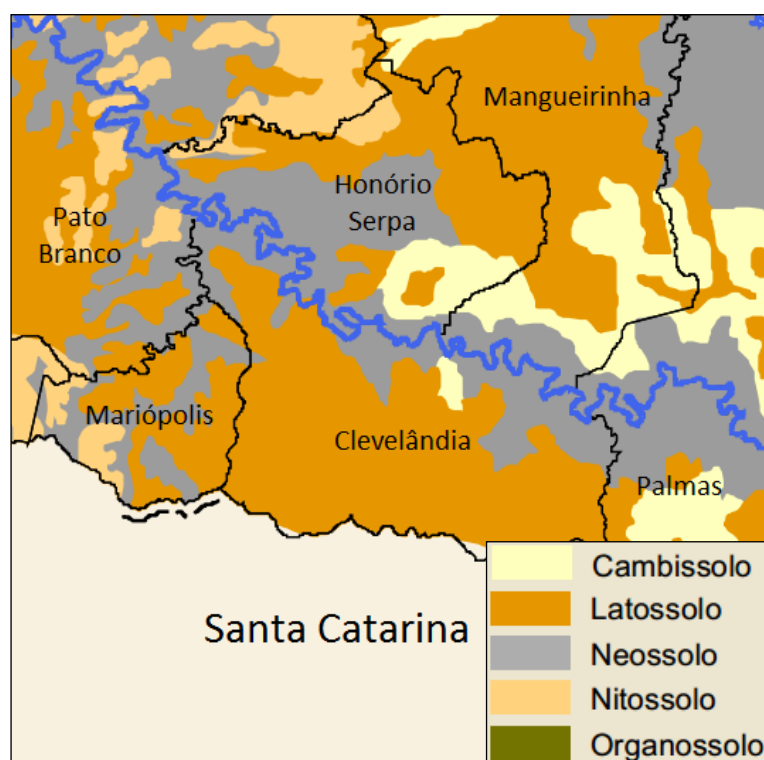 Mangueirinha
Honório
Serpa
Pato
Branco
Mariópolis
Clevelândia
Palmas
Santa Catarina
Cambissolo
Latossolo
Neossolo
Nitossolo
Organossolo